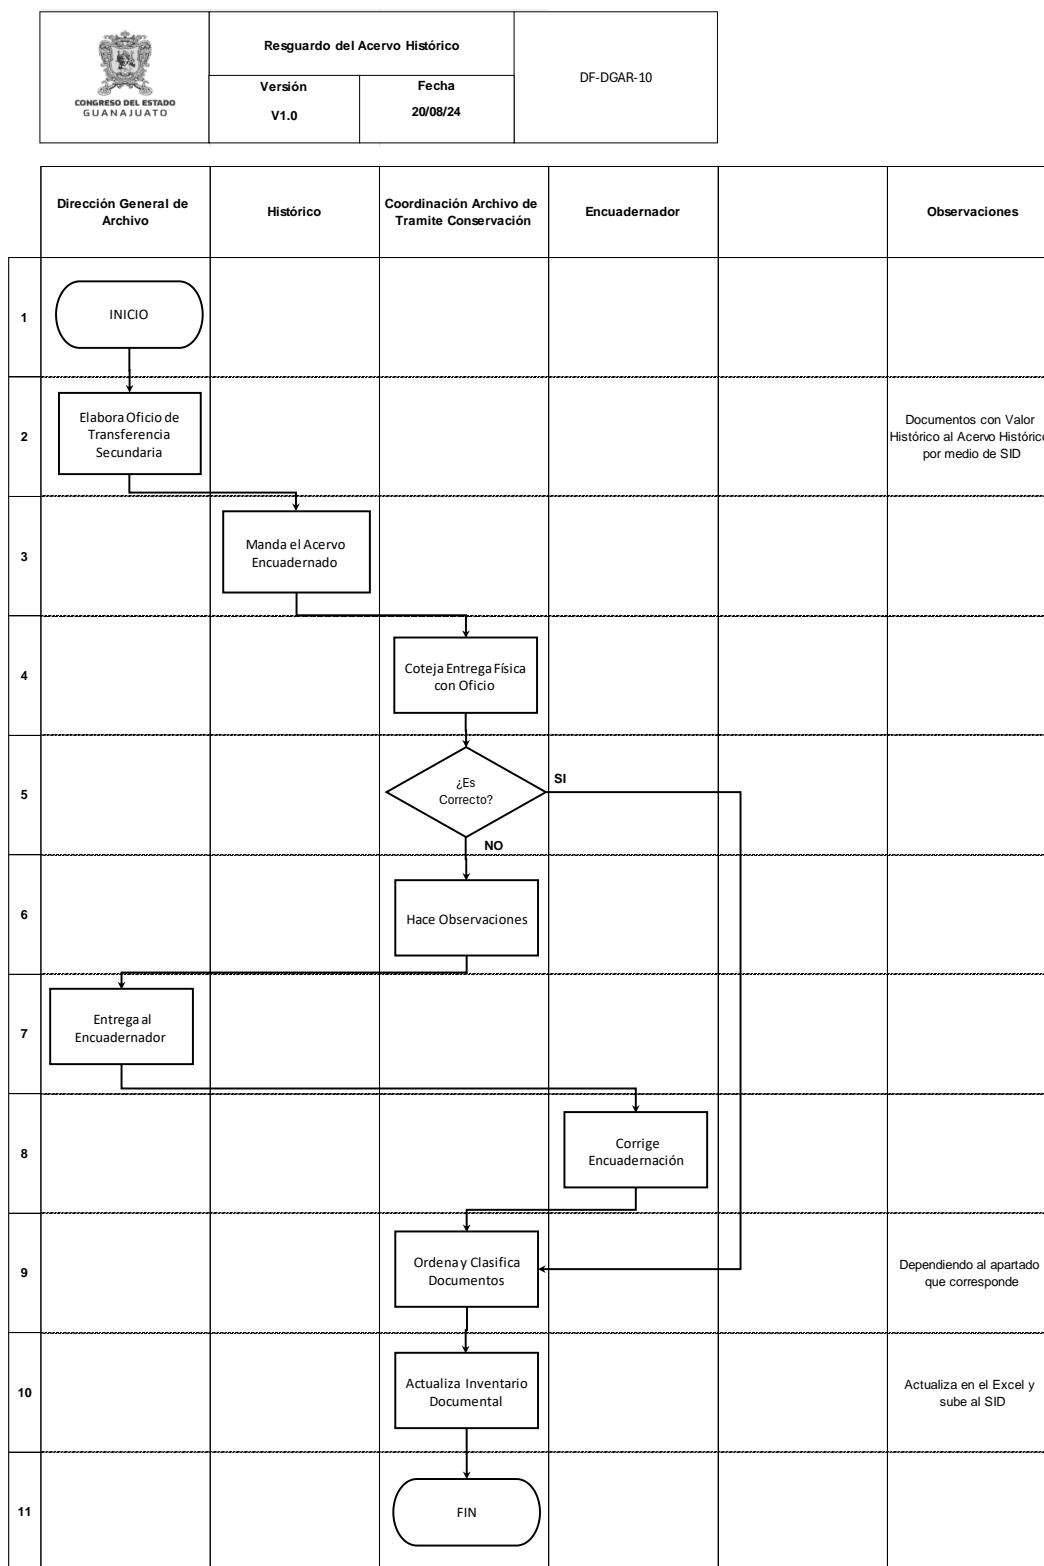 CONGRESO DEL ESTADO
GUANAJUATO
Resguardo del Acervo Histórico
Versión
V1.0
Fecha
20/08/24
DF-DGAR-10
Dirección General de
Archivo
Histórico
Coordinación Archivo de
Tramite Conservación
Encuadernador
Observaciones
1
INICIO
2
Elabora Oficio de
Transferencia
Secundaria
Documentos con Valor
Histórico al Acervo Histórico
por medio de SID
3
Manda el Acervo
Encuadernado
4
Coteja Entrega Física
con Oficio
5
¿Es
Correcto?
SI
NO
6
Hace Observaciones
7
Entrega al
Encuadernador
8
Corrige
Encuadernación
9
Ordena y Clasifica
Documentos
Dependiendo al apartado
que corresponde
10
Actualiza Inventario
Documental
Actualiza en el Excel y
sube al SID
11
FIN